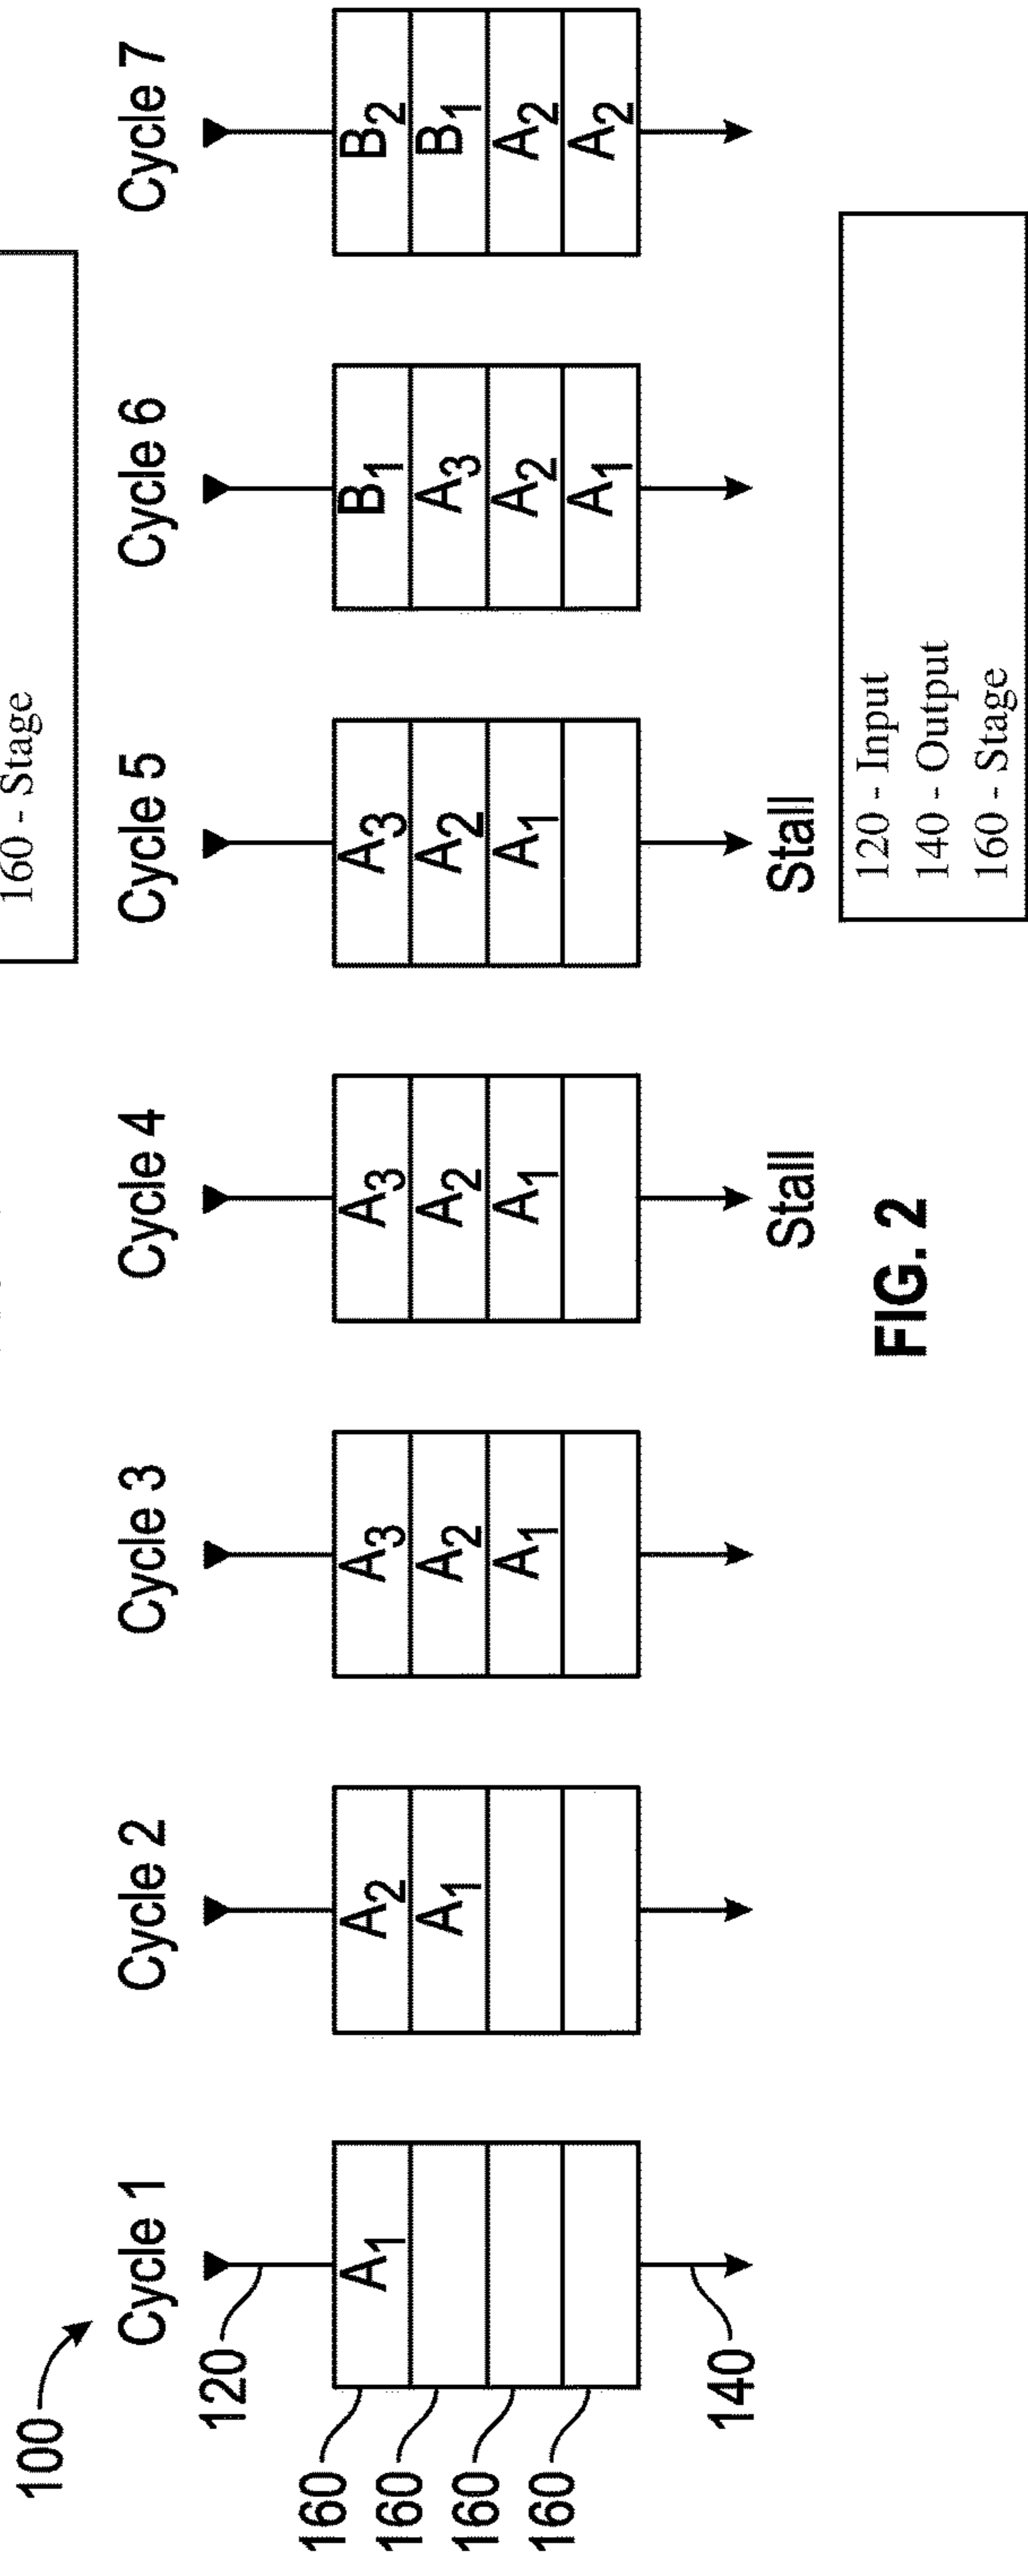 160 - Stage
100
Cycle 1 Cycle 2 Cycle 3 Cycle 4 Cycle 5 Cycle 6 Cycle 7
120
160 A1 A2 A3 A3 A3 B1 B2
160 A1 A2 A2 A2 A3 B1
160 A1 A1 A1 A2 A2
160 A1 A2
140
Stall Stall
FIG. 2
120 - Input
140 - Output
160 - Stage